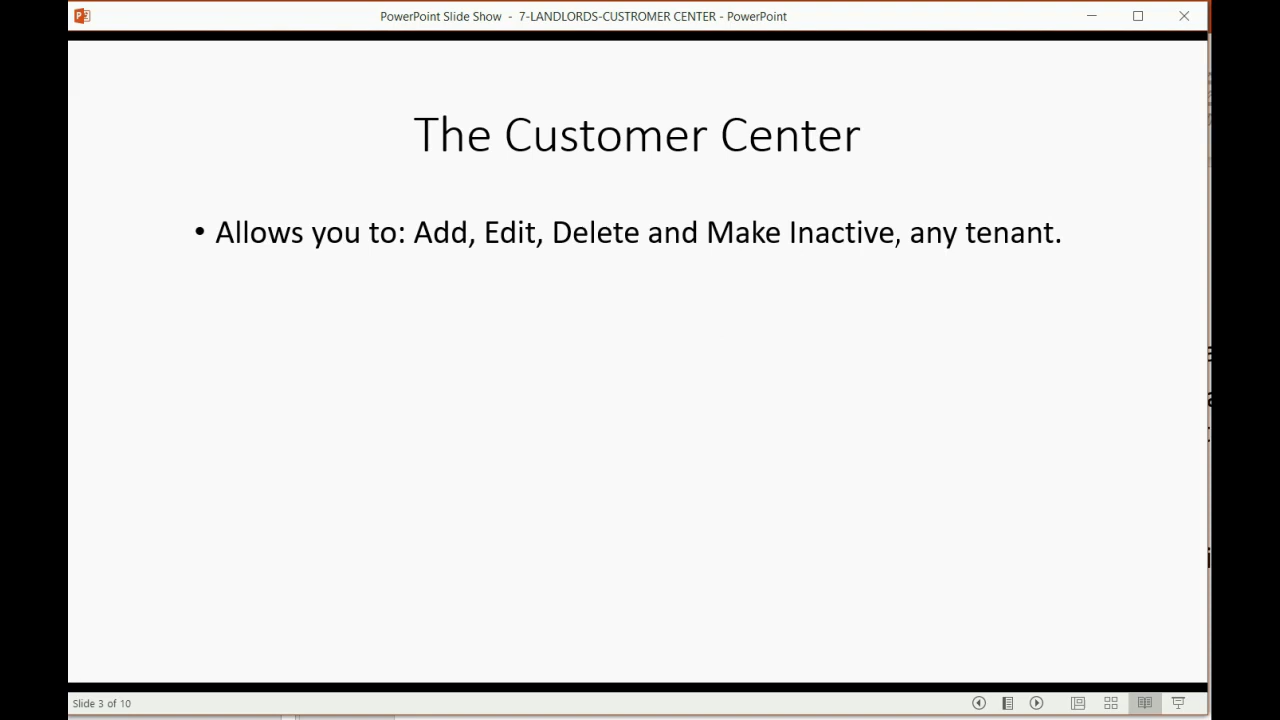 PowerPoint Slide Show - 7-LANDLORDS-CUSTROMER CENTER - PowerPoint
The Customer Center
• Allows you to: Add, Edit, Delete and Make Inactive, any tenant.
Slide 3 of 10